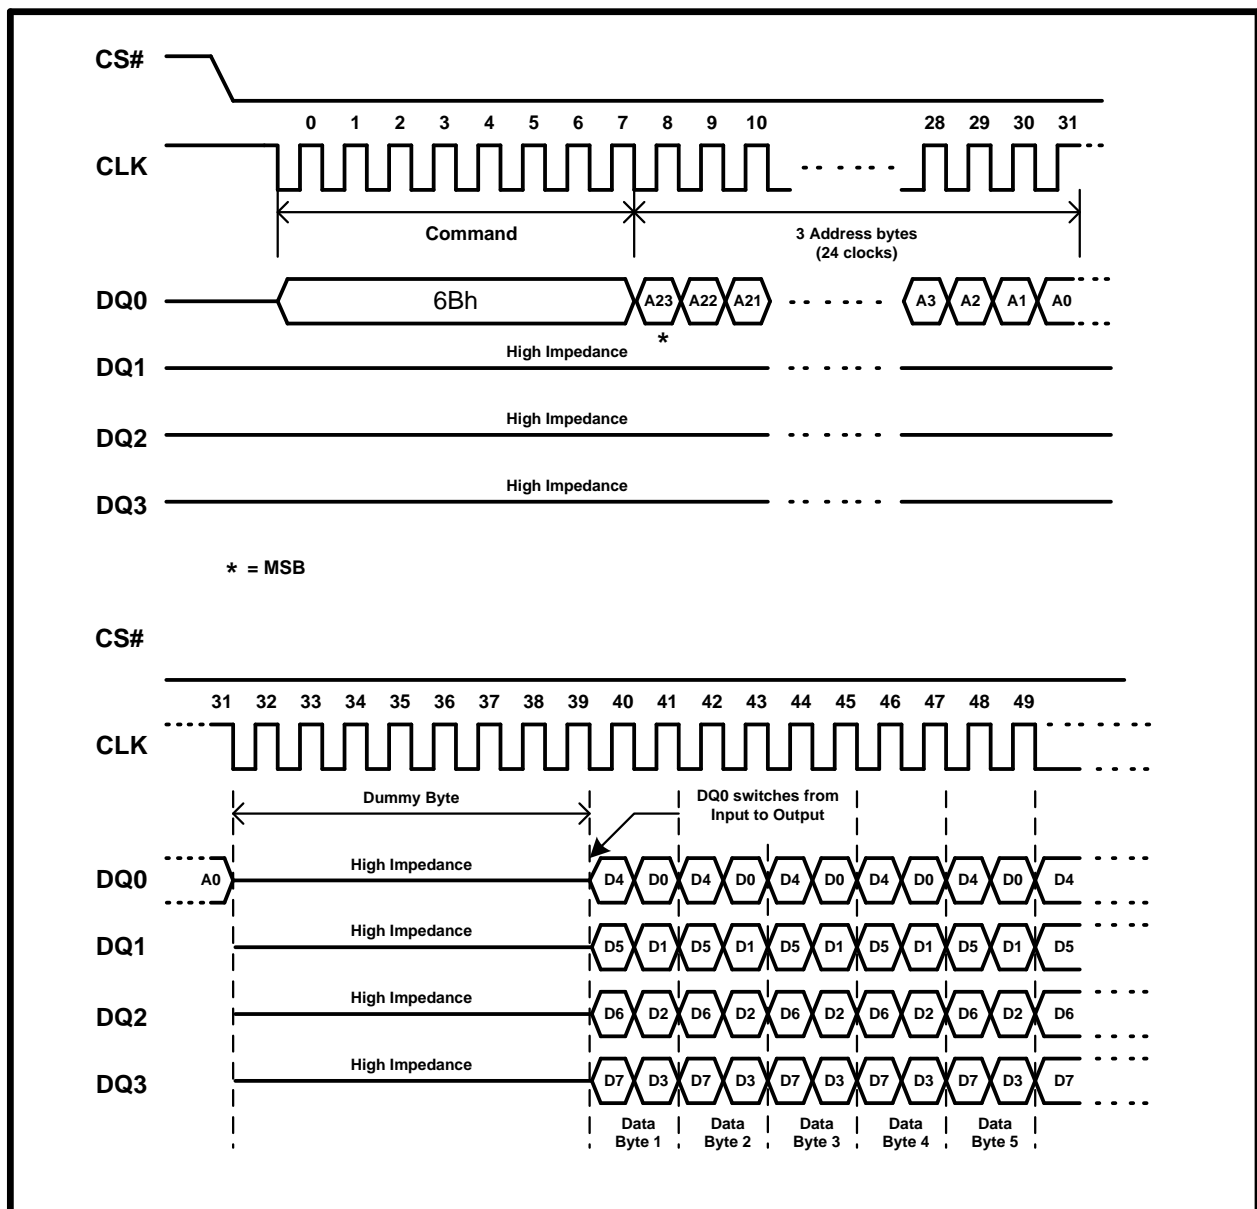 CS#
0 1 2 3 4 5 6 7 8 9 10 28 29 30 31
CLK
Command
3 Address bytes
(24 clocks)
DQ0 6Bh A23 A22 A21 A3 A2 A1 A0
*
High Impedance
DQ1
High Impedance
DQ2
High Impedance
DQ3
* = MSB
CS#
31 32 33 34 35 36 37 38 39 40 41 42 43 44 45 46 47 48 49
CLK
Dummy Byte
DQ0 switches from
Input to Output
High Impedance
DQ0 A0 D4 D0 D4 D0 D4 D0 D4 D0 D4 D0 D4
High Impedance
DQ1 D5 D1 D5 D1 D5 D1 D5 D1 D5 D1 D5
High Impedance
DQ2 D6 D2 D6 D2 D6 D2 D6 D2 D6 D2 D6
High Impedance
DQ3 D7 D3 D7 D3 D7 D3 D7 D3 D7 D3 D7
Data Data Data Data Data
Byte 1 Byte 2 Byte 3 Byte 4 Byte 5